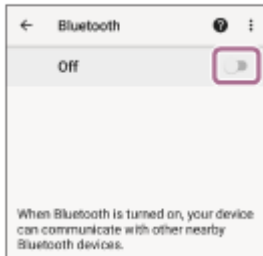 Bluetooth
Off
When Bluetooth is turned on, your device
can communicate with other nearby
Bluetooth devices.